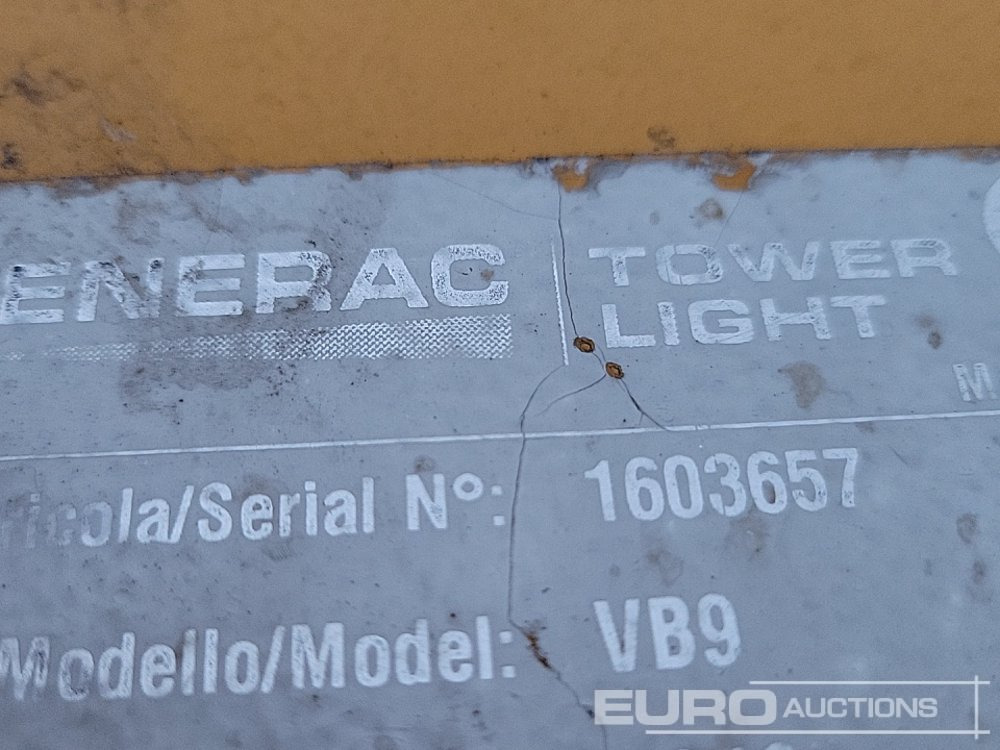 ENERAC
TOWER
LIGHT
M
ricola/Serial N°: 1603657
Modello/Model: VB9
EURO AUCTIONS